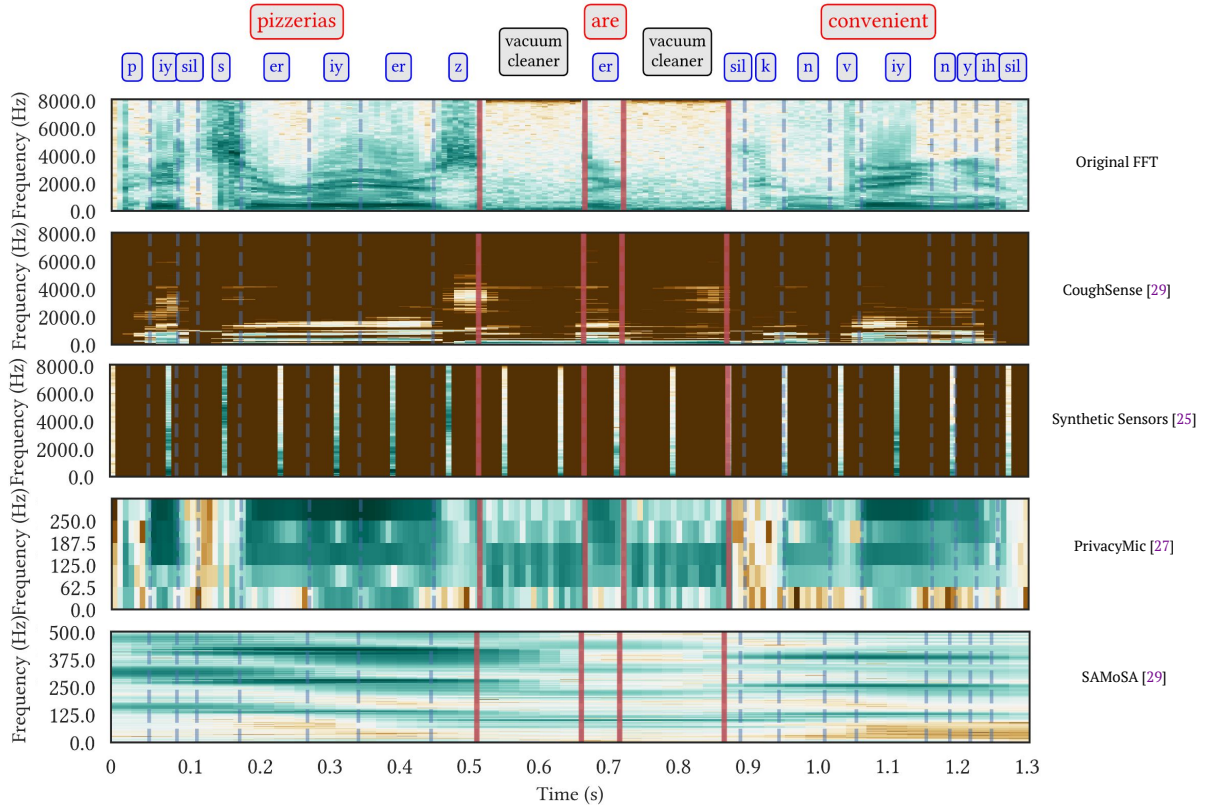 pizzerias
are
convenient
vacuum
cleaner
vacuum
cleaner
p
iy
sil
s
er
iy
er
z
er
sil
k
n
v
iy
n
y
ih
sil
Frequency (Hz)
8000.0
6000.0
4000.0
2000.0
0.0
Original FFT
Frequency (Hz)
8000.0
6000.0
4000.0
2000.0
0.0
CoughSense [29]
Frequency (Hz)
8000.0
6000.0
4000.0
2000.0
0.0
Synthetic Sensors [25]
Frequency (Hz)
250.0
187.5
125.0
62.5
0.0
PrivacyMic [27]
Frequency (Hz)
500.0
375.0
250.0
125.0
0.0
SAMoSA [29]
0 0.1 0.2 0.3 0.4 0.5 0.6 0.7 0.8 0.9 1.0 1.1 1.2 1.3
Time (s)